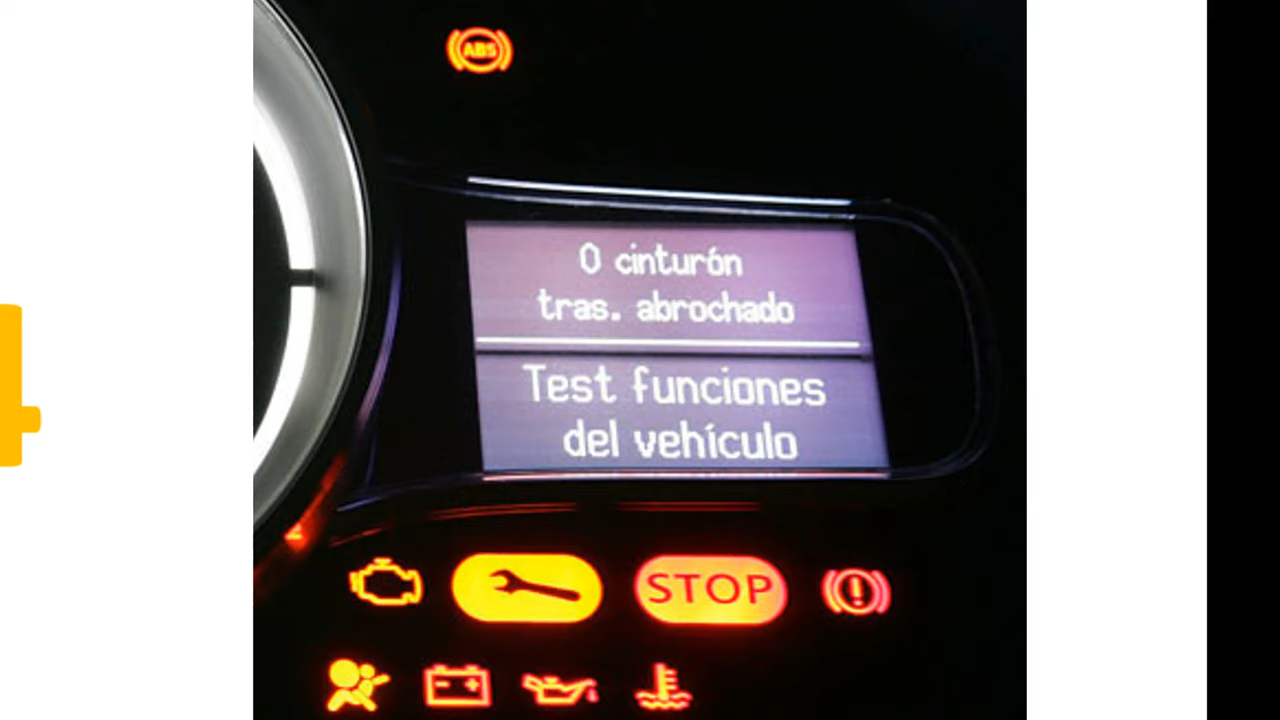 ABS
0 cinturón
tras. abrochado
Test funciones
del vehículo
STOP